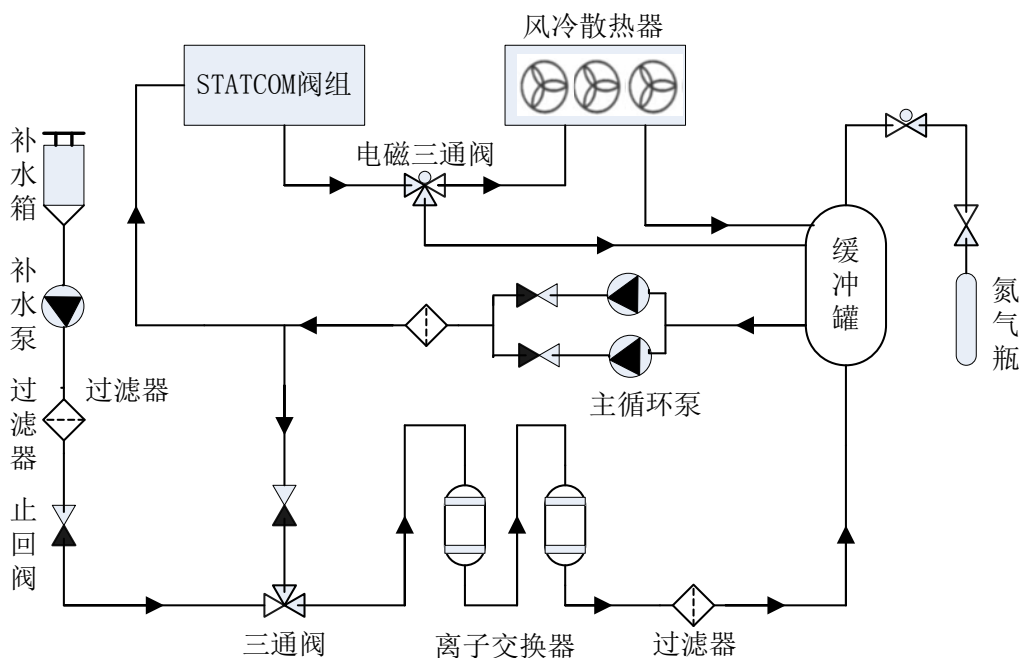 风冷散热器
STATCOM阀组
电磁三通阀
补水箱
缓冲罐
氮气瓶
补水泵
过滤器
过滤器
主循环泵
止回阀
三通阀
离子交换器
过滤器